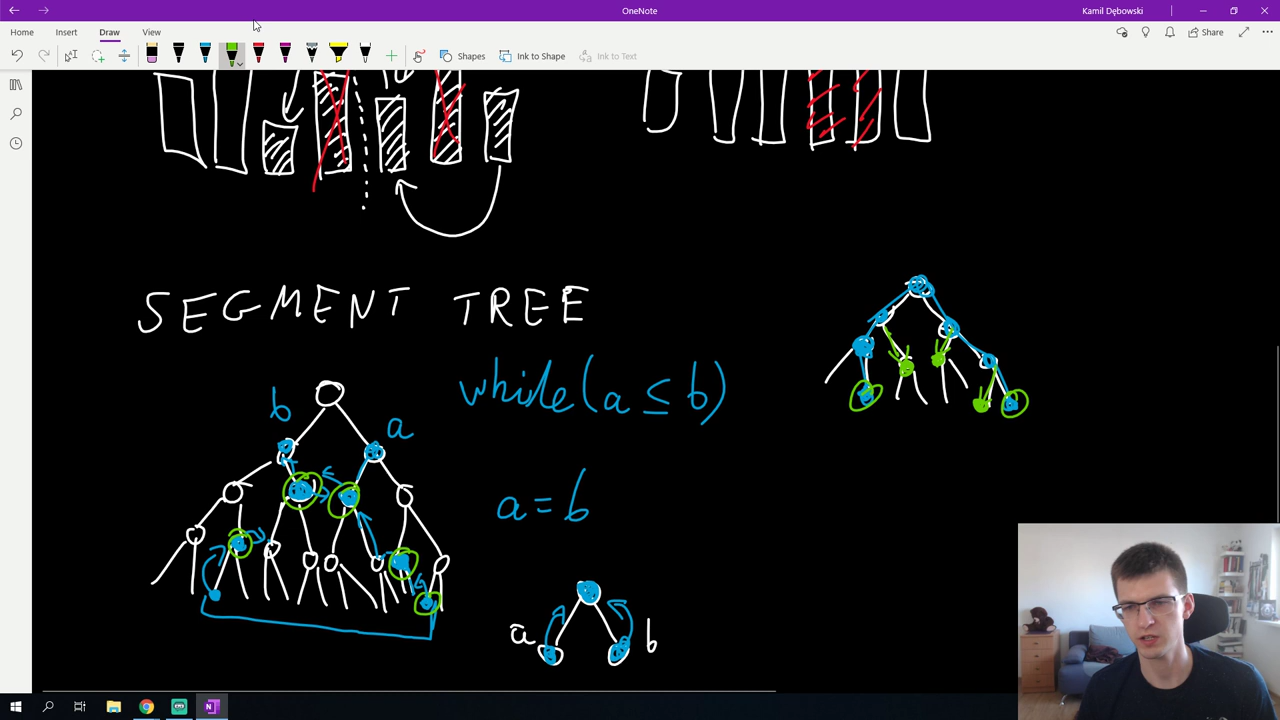 OneNote
Kamil Dębowski
Home Insert Draw View
Share
Shapes
Ink to Shape
Ink to Text
SEGMENT TREE
while(a ≤ b)
b
a
a = b
a
b